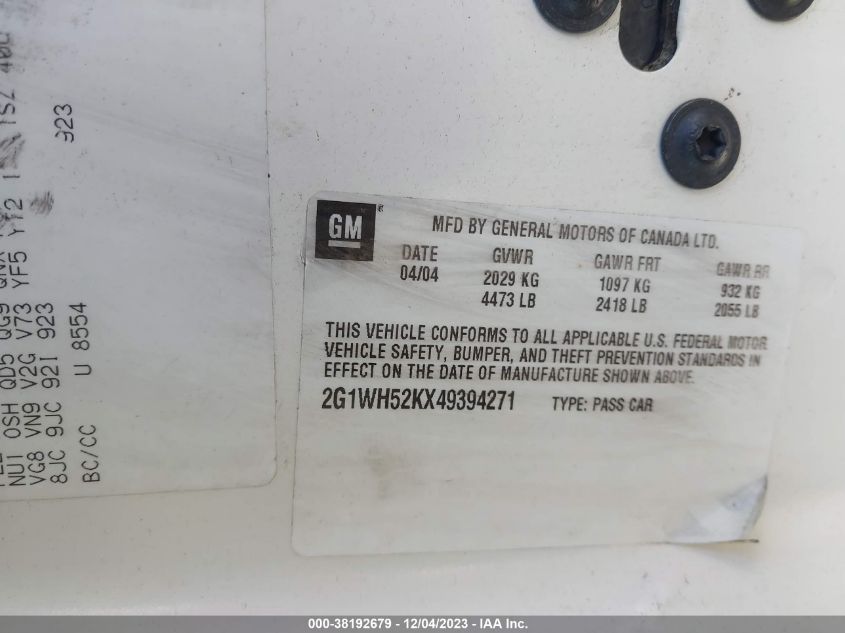 923
YF5 Y12
NU1 OSH QD5 QG9
VG8 VN9 V2G V73
8JC 9JC 921 923
BC/CC U 8554
GM ®
MFD BY GENERAL MOTORS OF CANADA LTD.
DATE GVWR GAWR FRT GAWR RR
04/04 2029 KG 1097 KG 932 KG
4473 LB 2418 LB 2055 LB
THIS VEHICLE CONFORMS TO ALL APPLICABLE U.S. FEDERAL MOTOR
VEHICLE SAFETY, BUMPER, AND THEFT PREVENTION STANDARDS IN
EFFECT ON THE DATE OF MANUFACTURE SHOWN ABOVE.
2G1WH52KX49394271 TYPE: PASS CAR
000-38192679 - 12/04/2023 - IAA Inc.